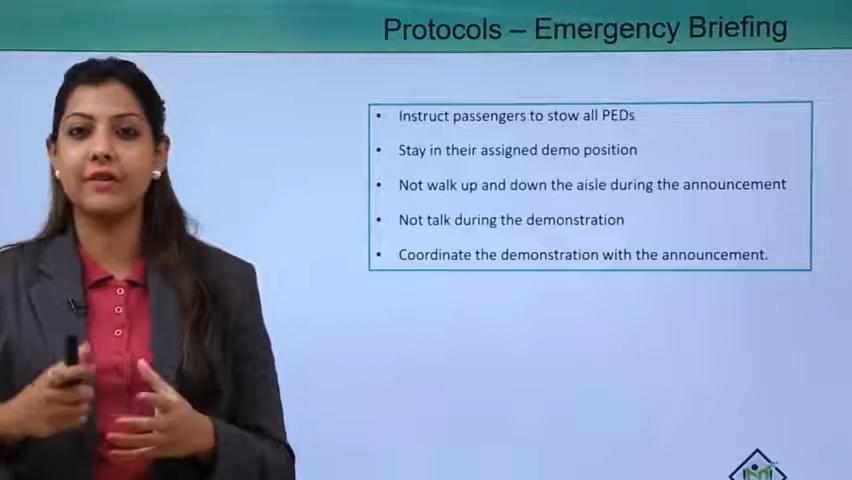 Protocols – Emergency Briefing
• Instruct passengers to stow all PEDs
• Stay in their assigned demo position
• Not walk up and down the aisle during the announcement
• Not talk during the demonstration
• Coordinate the demonstration with the announcement.